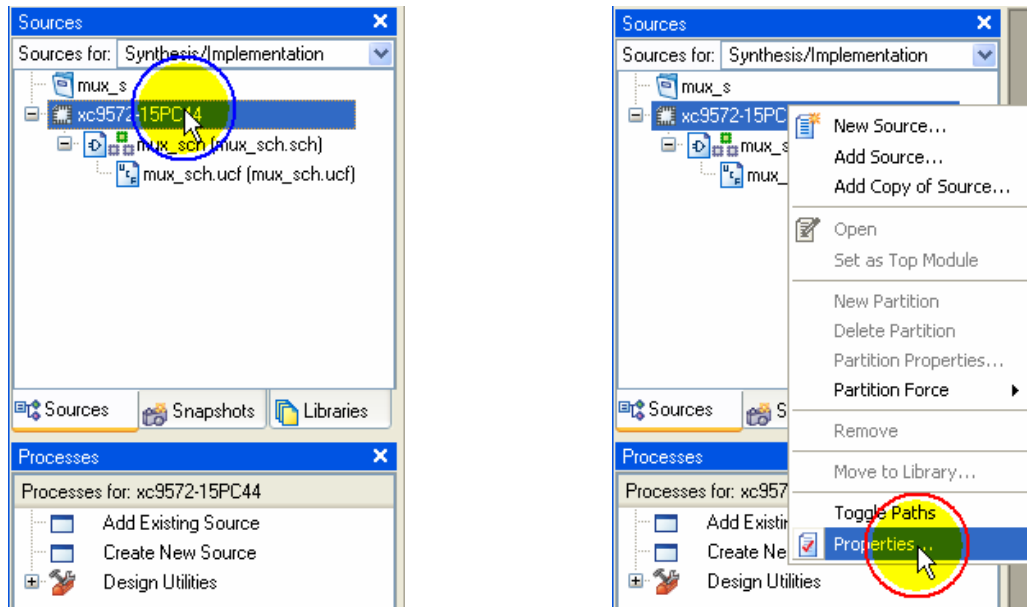 Sources
Sources for: Synthesis/Implementation
mux_s
xc9572-15PC44
mux_sch (mux_sch.sch)
mux_sch.ucf (mux_sch.ucf)
Sources
Snapshots
Libraries
Processes
Processes for: xc9572-15PC44
Add Existing Source
Create New Source
Design Utilities
Sources
Sources for: Synthesis/Implementation
mux_s
xc9572-15PC
mux_s
mux_
New Source...
Add Source...
Add Copy of Source...
Open
Set as Top Module
New Partition
Delete Partition
Partition Properties...
Partition Force
Remove
Move to Library...
Toggle Paths
Properties...
Sources
S
Processes
Processes for: xc957
Add Existin
Create Ne
Design Utilities